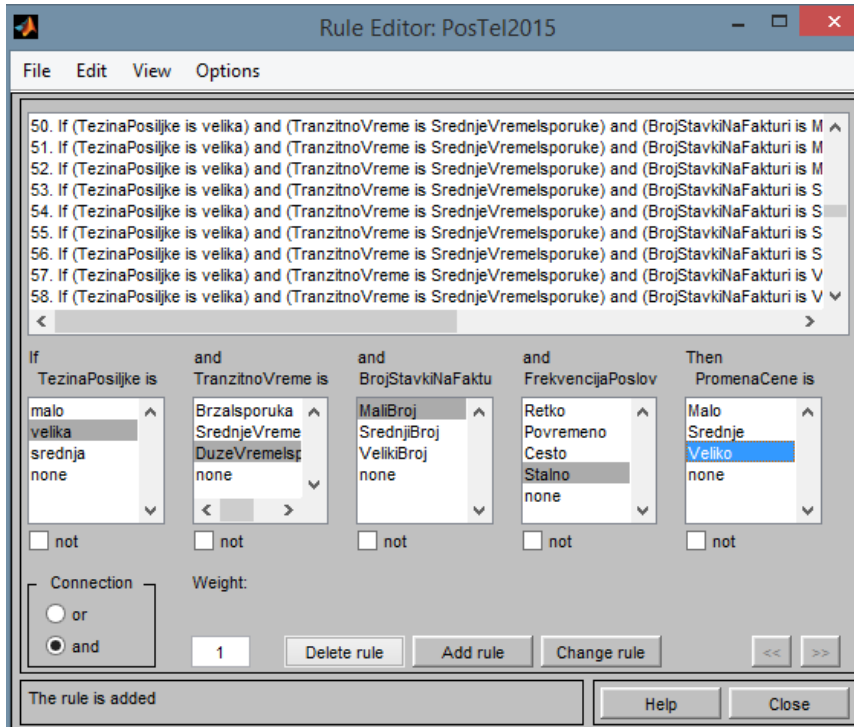 Rule Editor: PosTel2015
File Edit View Options
50. If (TezinaPosiljke is velika) and (TranzitnoVreme is SrednjeVremeIsporuke) and (BrojStavkiNaFakturi is M
51. If (TezinaPosiljke is velika) and (TranzitnoVreme is SrednjeVremeIsporuke) and (BrojStavkiNaFakturi is M
52. If (TezinaPosiljke is velika) and (TranzitnoVreme is SrednjeVremeIsporuke) and (BrojStavkiNaFakturi is M
53. If (TezinaPosiljke is velika) and (TranzitnoVreme is SrednjeVremeIsporuke) and (BrojStavkiNaFakturi is S
54. If (TezinaPosiljke is velika) and (TranzitnoVreme is SrednjeVremeIsporuke) and (BrojStavkiNaFakturi is S
55. If (TezinaPosiljke is velika) and (TranzitnoVreme is SrednjeVremeIsporuke) and (BrojStavkiNaFakturi is S
56. If (TezinaPosiljke is velika) and (TranzitnoVreme is SrednjeVremeIsporuke) and (BrojStavkiNaFakturi is S
57. If (TezinaPosiljke is velika) and (TranzitnoVreme is SrednjeVremeIsporuke) and (BrojStavkiNaFakturi is V
58. If (TezinaPosiljke is velika) and (TranzitnoVreme is SrednjeVremeIsporuke) and (BrojStavkiNaFakturi is V
If and and and Then
TezinaPosiljke is TranzitnoVreme is BrojStavkiNaFaktu FrekvencijaPoslov PromenaCene is
malo BrzaIsporuka MaliBroj Retko Malo
velika SrednjeVreme SrednjiBroj Povremeno Srednje
srednja DuzeVremeIsp VelikiBroj Cesto Veliko
none none none Stalno none
none
not not not not not
Connection Weight:
or
and 1 Delete rule Add rule Change rule << >>
The rule is added Help Close